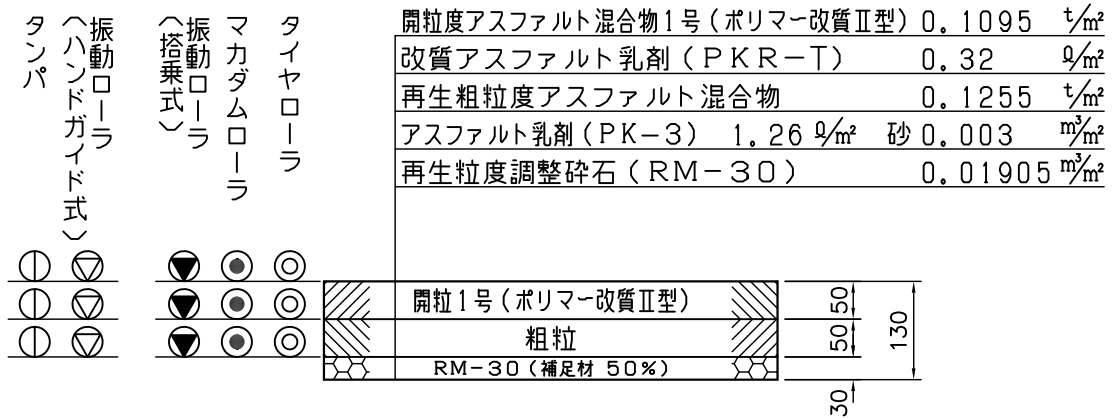 タンパ
振動ローラ
（ハンドガイド式）
振動ローラ
（搭乗式）
マカダムローラ
タイヤローラ
開粒度アスファルト混合物1号（ポリマー改質Ⅱ型） 0.1095 t/m²
改質アスファルト乳剤（PKR－T） 0.32 ℓ/m²
再生粗粒度アスファルト混合物 0.1255 t/m²
アスファルト乳剤（PK－3） 1.26 ℓ/m² 砂 0.003 m³/m²
再生粒度調整砕石（RM－30） 0.01905 m³/m²
開粒1号（ポリマー改質Ⅱ型）
粗粒
RM－30（補足材 50%）
50
50
30
130